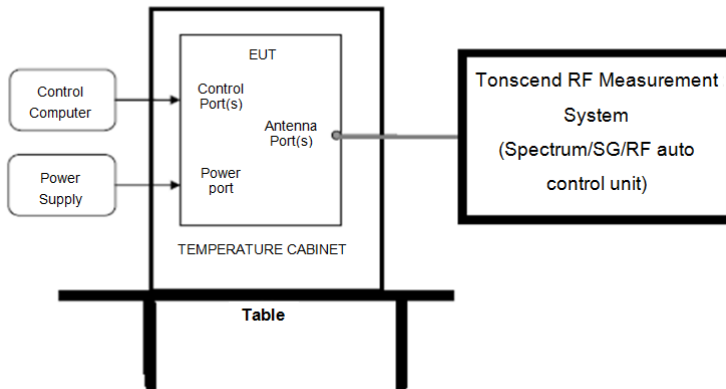 EUT
Control
Computer
Control
Port(s)
Antenna
Port(s)
Power
Supply
Power
port
TEMPERATURE CABINET
Table
Tonscend RF Measurement
System
(Spectrum/SG/RF auto
control unit)